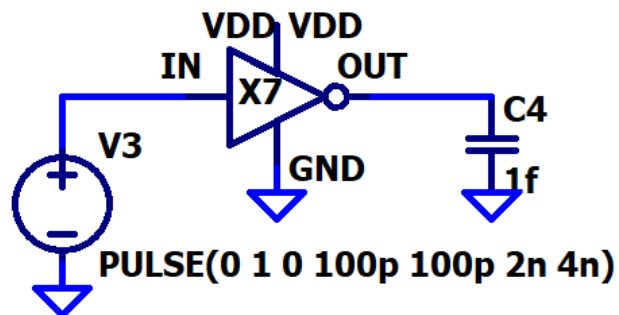 VDD VDD
IN
OUT
X7
C4
V3
GND
1f
PULSE(0 1 0 100p 100p 2n 4n)